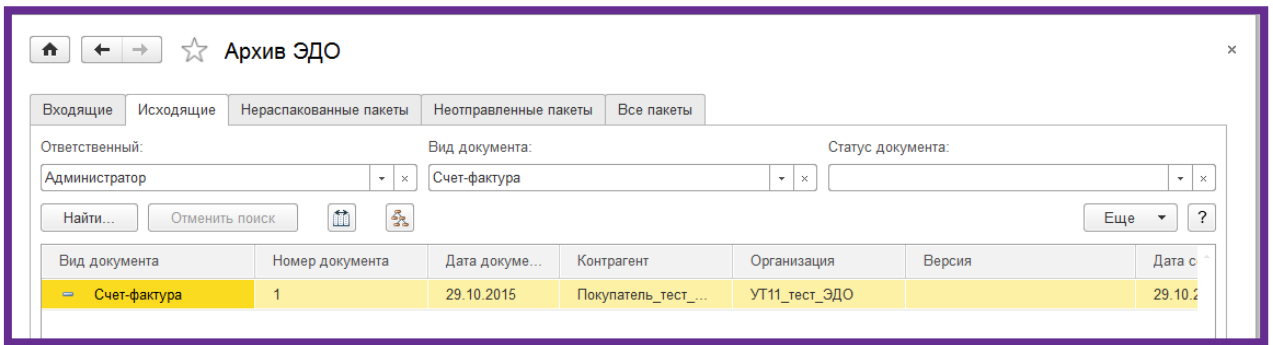 Архив ЭДО
Входящие Исходящие Нераспакованные пакеты Неотправленные пакеты Все пакеты
Ответственный: Вид документа: Статус документа:
Администратор Счет-фактура
Найти... Отменить поиск Еще ?
Вид документа Номер документа Дата докуме... Контрагент Организация Версия Дата с
Счет-фактура 1 29.10.2015 Покупатель_тест_... УТ11_тест_ЭДО 29.10.2